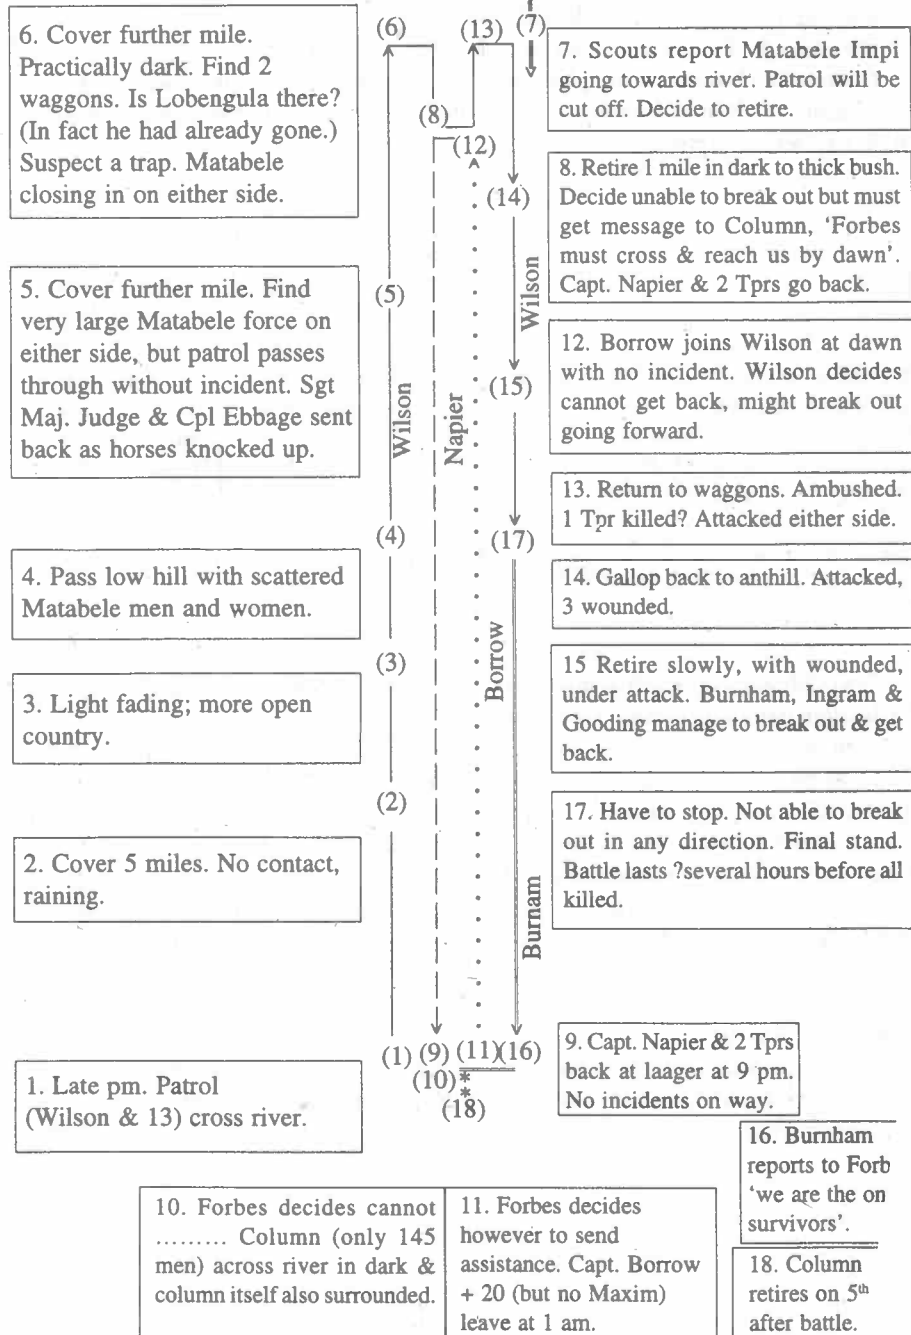 6. Cover further mile.
Practically dark. Find 2
waggons. Is Lobengula there?
(In fact he had already gone.)
Suspect a trap. Matabele
closing in on either side.
5. Cover further mile. Find
very large Matabele force on
either side, but patrol passes
through without incident. Sgt
Maj. Judge & Cpl Ebbage sent
back as horses knocked up.
4. Pass low hill with scattered
Matabele men and women.
3. Light fading; more open
country.
2. Cover 5 miles. No contact,
raining.
1. Late pm. Patrol
(Wilson & 13) cross river.
(6)
(13)
(7)
(8)
(12)
(14)
(5)
(15)
(4)
(17)
(3)
(2)
(1) (9) (11)(16)
(10)
(18)
Wilson
Napier
Wilson
Borrow
Burnam
7. Scouts report Matabele Impi
going towards river. Patrol will be
cut off. Decide to retire.
8. Retire 1 mile in dark to thick bush.
Decide unable to break out but must
get message to Column, ‘Forbes
must cross & reach us by dawn’.
Capt. Napier & 2 Tprs go back.
12. Borrow joins Wilson at dawn
with no incident. Wilson decides
cannot get back, might break out
going forward.
13. Return to waggons. Ambushed.
1 Tpr killed? Attacked either side.
14. Gallop back to anthill. Attacked,
3 wounded.
15 Retire slowly, with wounded,
under attack. Burnham, Ingram &
Gooding manage to break out & get
back.
17. Have to stop. Not able to break
out in any direction. Final stand.
Battle lasts ?several hours before all
killed.
9. Capt. Napier & 2 Tprs
back at laager at 9 pm.
No incidents on way.
16. Burnham
reports to Forb
‘we are the on
survivors’.
10. Forbes decides cannot
......... Column (only 145
men) across river in dark &
column itself also surrounded.
11. Forbes decides
however to send
assistance. Capt. Borrow
+ 20 (but no Maxim)
leave at 1 am.
18. Column
retires on 5th
after battle.